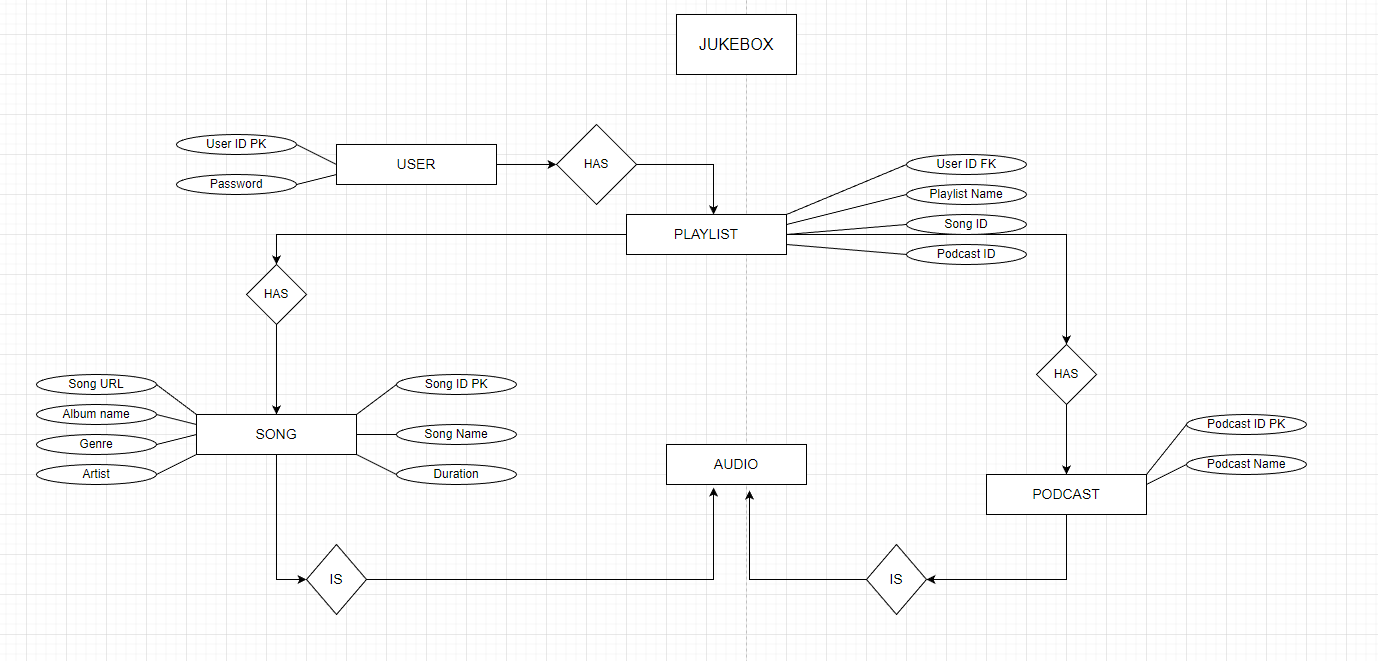 JUKEBOX
User ID PK
Password
USER
HAS
User ID FK
Playlist Name
Song ID
Podcast ID
PLAYLIST
HAS
HAS
Song URL
Album name
Genre
Artist
SONG
Song ID PK
Song Name
Duration
AUDIO
Podcast ID PK
Podcast Name
PODCAST
IS
IS